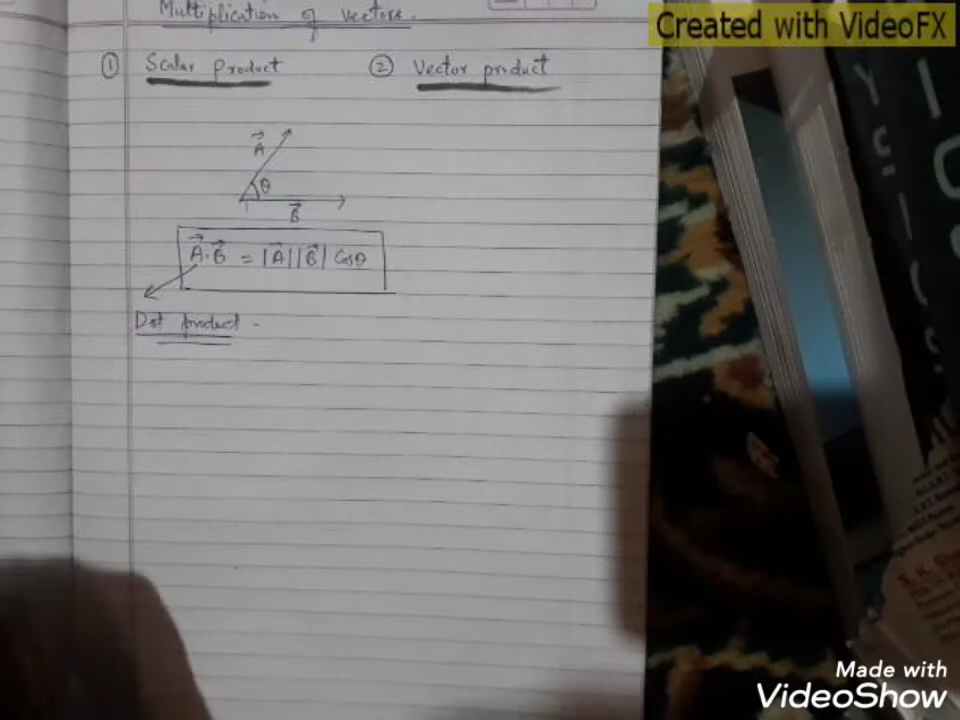 Multiplication of vectors.
① Scalar Product ② Vector product
A
θ
B
A·B = |A||B| Cosθ
Dot product -
Created with VideoFX
Made with
VideoShow